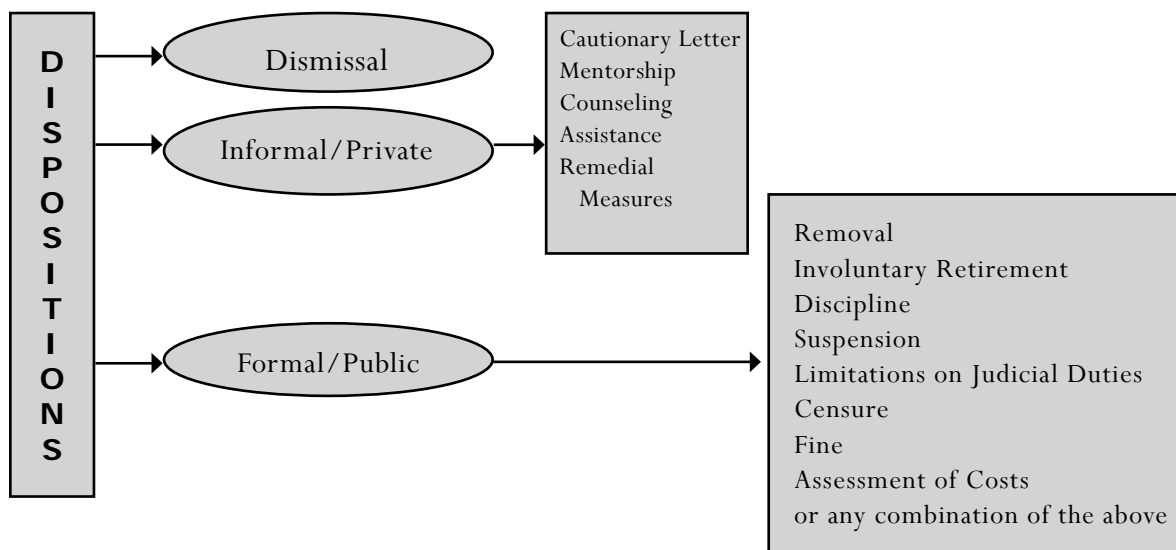 DISPOSITIONS
Dismissal
Informal/Private
Cautionary Letter
Mentorship
Counseling
Assistance
Remedial
Measures
Formal/Public
Removal
Involuntary Retirement
Discipline
Suspension
Limitations on Judicial Duties
Censure
Fine
Assessment of Costs
or any combination of the above